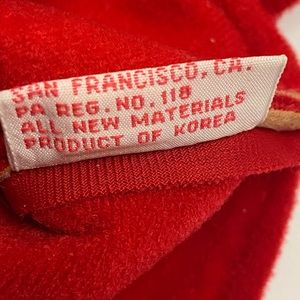 SAN FRANCISCO, CA.
PA. REG. NO. 118
ALL NEW MATERIALS
PRODUCT OF KOREA